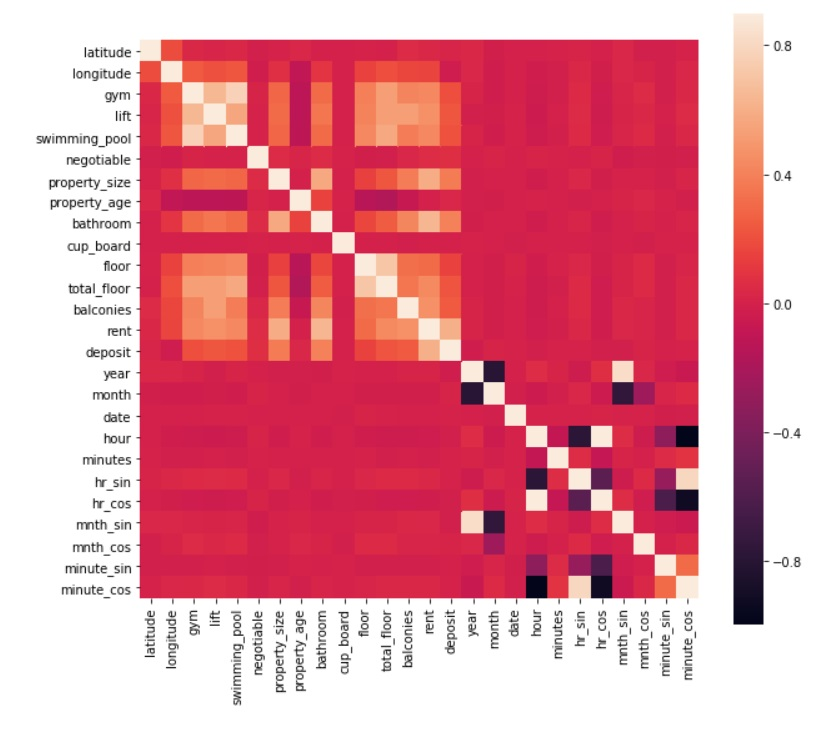 latitude
longitude
gym
lift
swimming_pool
negotiable
property_size
property_age
bathroom
cup_board
floor
total_floor
balconies
rent
deposit
year
month
date
hour
minutes
hr_sin
hr_cos
mnth_sin
mnth_cos
minute_sin
minute_cos
latitude
longitude
gym
lift
swimming_pool
negotiable
property_size
property_age
bathroom
cup_board
floor
total_floor
balconies
rent
deposit
year
month
date
hour
minutes
hr_sin
hr_cos
mnth_sin
mnth_cos
minute_sin
minute_cos
0.8
0.4
0.0
−0.4
−0.8